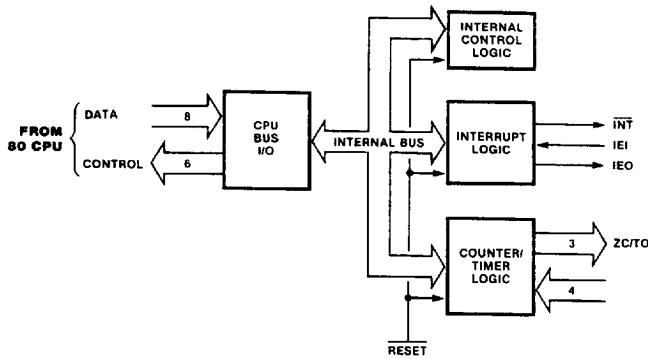 INTERNAL
CONTROL
LOGIC
DATA
8
CPU
BUS
I/O
FROM
80 CPU
CONTROL
6
INTERNAL BUS
INTERRUPT
LOGIC
INT
IEI
IEO
COUNTER/
TIMER
LOGIC
3
ZC/TO
4
RESET